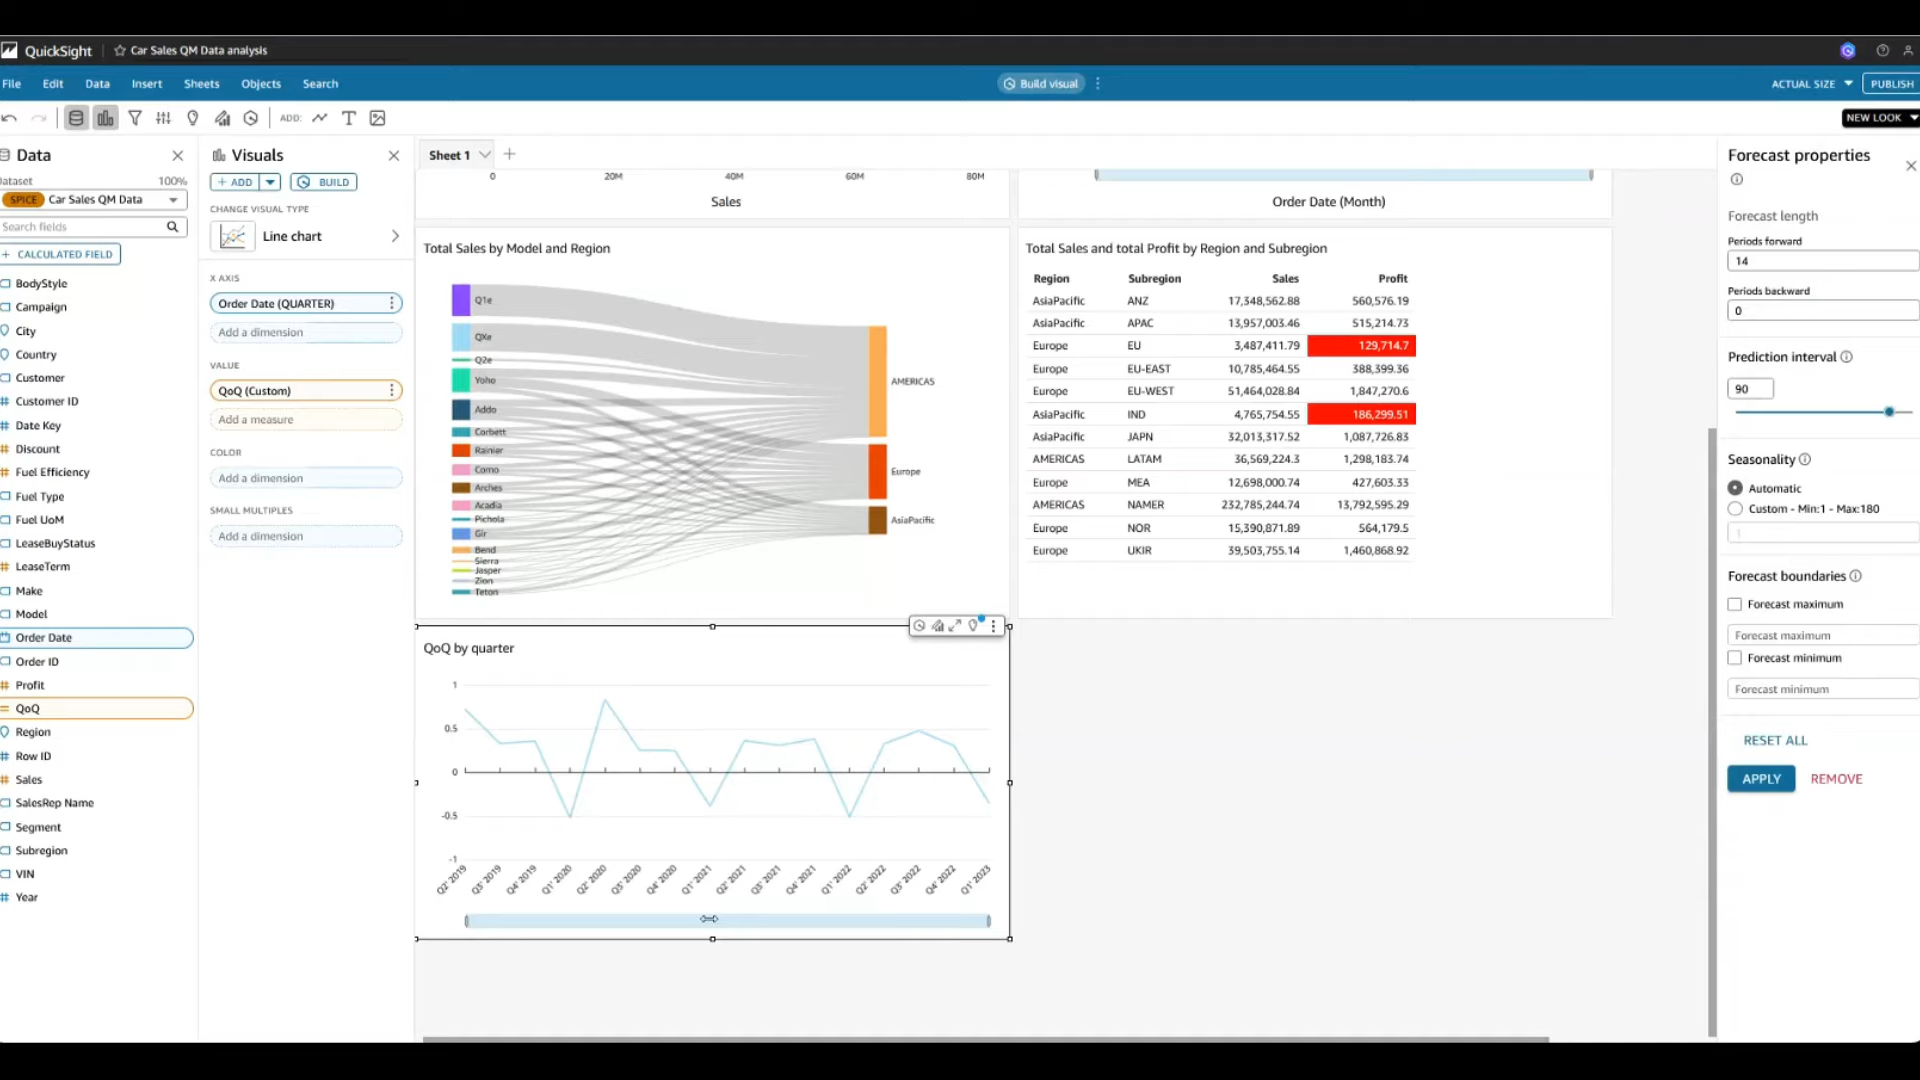 QuickSight
Car Sales QM Data analysis
File Edit Data Insert Sheets Objects Search
Build visual
ACTUAL SIZE
PUBLISH
ADD:
NEW LOOK
Data
Dataset
100%
SPICE Car Sales QM Data
Search fields
+ CALCULATED FIELD
BodyStyle
Campaign
City
Country
Customer
Customer ID
Date Key
Discount
Fuel Efficiency
Fuel Type
Fuel UoM
LeaseBuyStatus
LeaseTerm
Make
Model
Order Date
Order ID
Profit
QoQ
Region
Row ID
Sales
SalesRep Name
Segment
Subregion
VIN
Year
Visuals
+ ADD
BUILD
CHANGE VISUAL TYPE
Line chart
X AXIS
Order Date (QUARTER)
Add a dimension
VALUE
QoQ (Custom)
Add a measure
COLOR
Add a dimension
SMALL MULTIPLES
Add a dimension
Sheet 1
0 20M 40M 60M 80M
Sales
Order Date (Month)
Total Sales by Model and Region
Q1e
QXe
Q2e
Yoho
Addo
Corbett
Rainier
Como
Arches
Acadia
Pichola
Gir
Bend
Sierra
Jasper
Zion
Teton
AMERICAS
Europe
AsiaPacific
Total Sales and total Profit by Region and Subregion
Region Subregion Sales Profit
AsiaPacific ANZ 17,348,562.88 560,576.19
AsiaPacific APAC 13,957,003.46 515,214.73
Europe EU 3,487,411.79 129,714.7
Europe EU-EAST 10,785,464.55 388,399.36
Europe EU-WEST 51,464,028.84 1,847,270.6
AsiaPacific IND 4,765,754.55 186,299.51
AsiaPacific JAPN 32,013,317.52 1,087,726.83
AMERICAS LATAM 36,569,224.3 1,298,183.74
Europe MEA 12,698,000.74 427,603.33
AMERICAS NAMER 232,785,244.74 13,792,595.29
Europe NOR 15,390,871.89 564,179.5
Europe UKIR 39,503,755.14 1,460,868.92
QoQ by quarter
1
0.5
0
-0.5
-1
Q2' 2019 Q3' 2019 Q4' 2019 Q1' 2020 Q2' 2020 Q3' 2020 Q4' 2020 Q1' 2021 Q2' 2021 Q3' 2021 Q4' 2021 Q1' 2022 Q2' 2022 Q3' 2022 Q4' 2022 Q1' 2023
Forecast properties
Forecast length
Periods forward
14
Periods backward
0
Prediction interval
90
Seasonality
Automatic
Custom - Min:1 - Max:180
1
Forecast boundaries
Forecast maximum
Forecast maximum
Forecast minimum
Forecast minimum
RESET ALL
APPLY
REMOVE